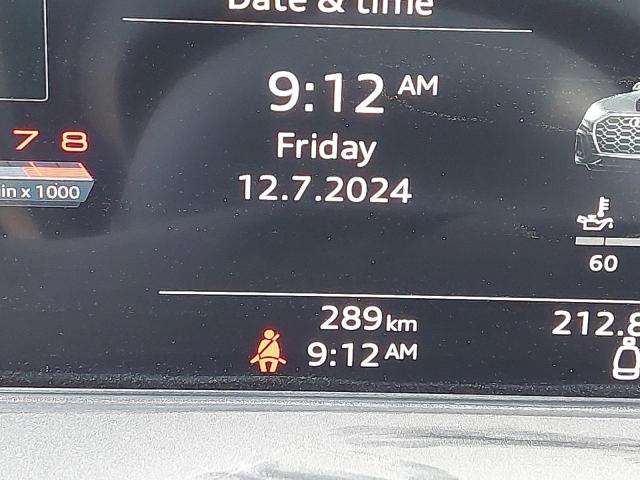 Date & time
9:12 AM
7 8
Friday
in x 1000
12.7.2024
60
289 km
212.8
9:12 AM